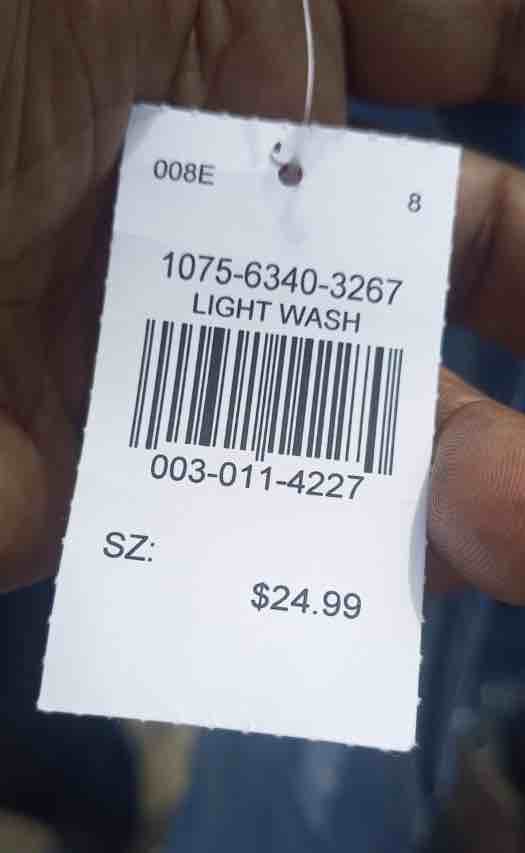 008E
8
1075-6340-3267
LIGHT WASH
003-011-4227
SZ:
$24.99